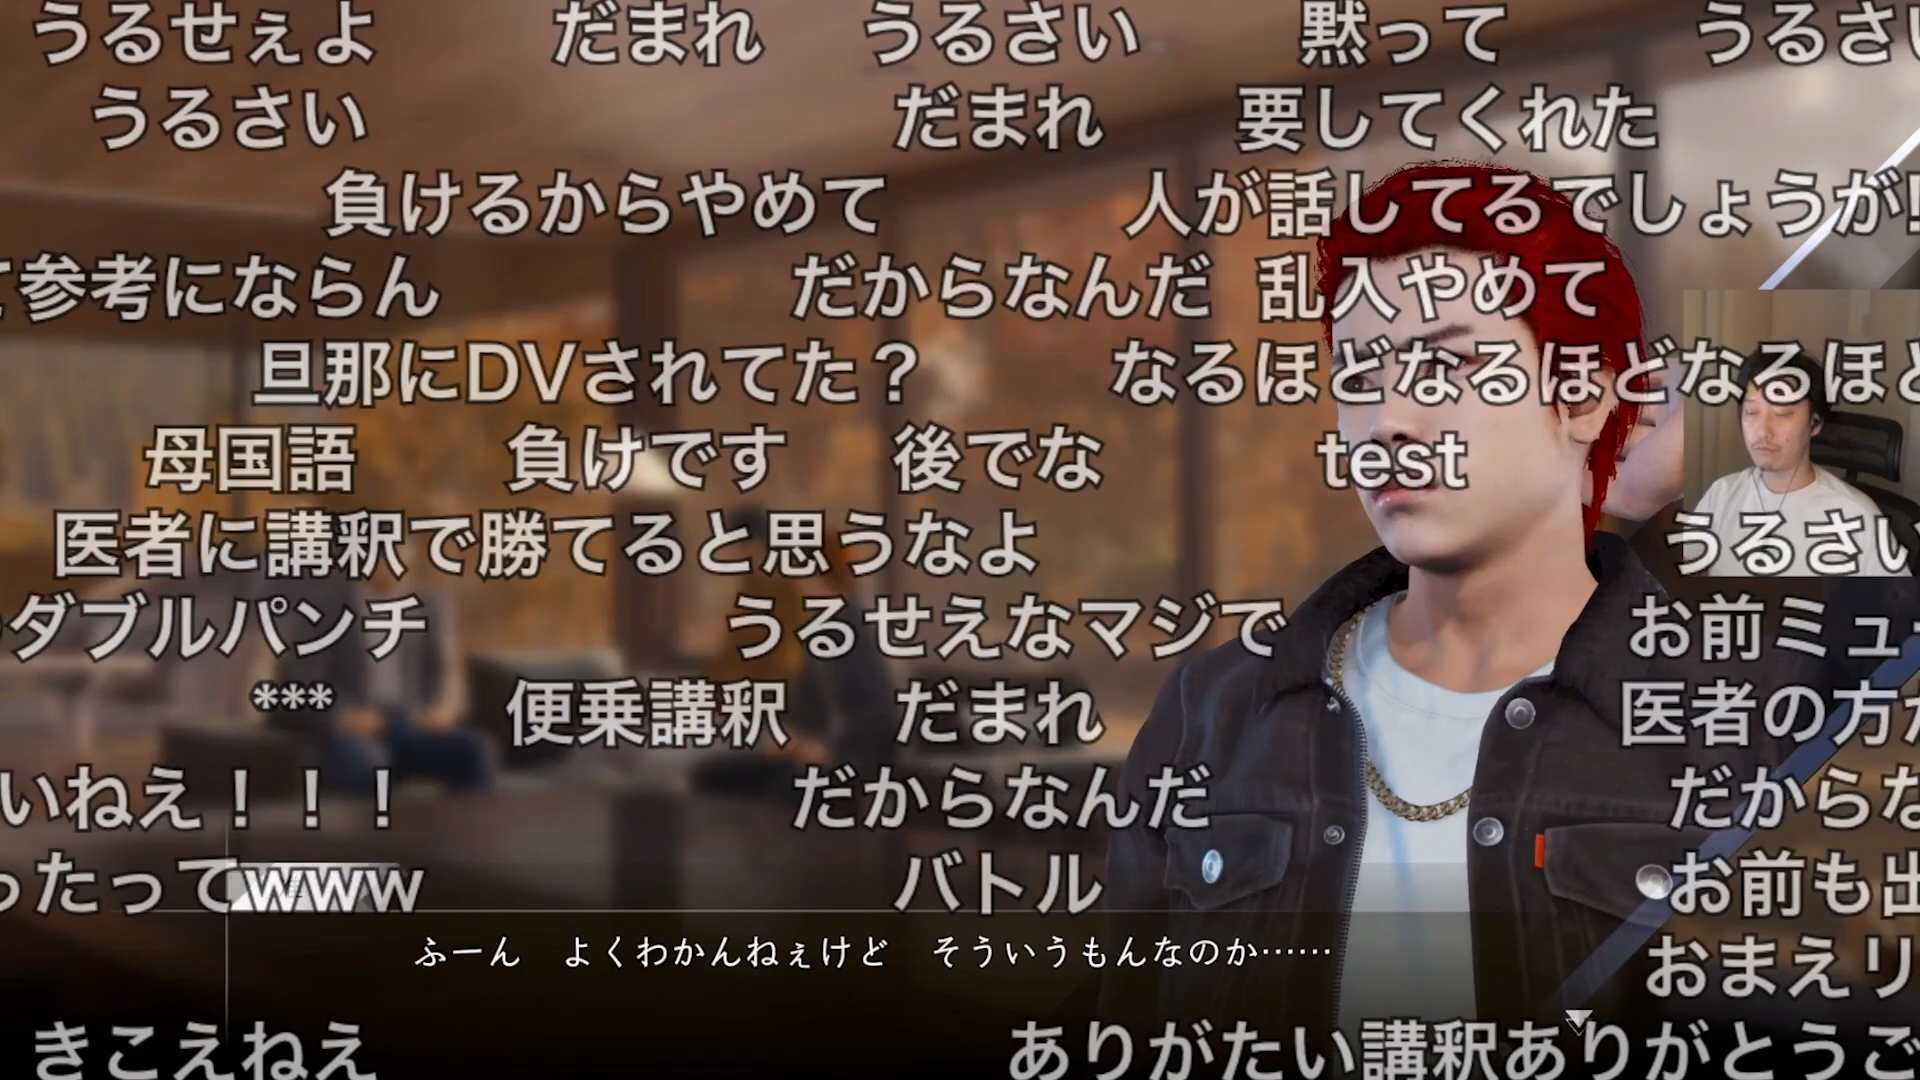 うるせぇよ　だまれ　うるさい　黙って　うるさい
うるさい　だまれ　要してくれた
負けるからやめて　人が話してるでしょうが!
て参考にならん　だからなんだ　乱入やめて
旦那にDVされてた？　なるほどなるほどなるほど
母国語　負けです　後でな　test
医者に講釈で勝てると思うなよ　うるさい
ダブルパンチ　うるせえなマジで　お前ミュー
***　便乗講釈　だまれ　医者の方が
いねえ！！！　だからなんだ　だからな
ったってwww　バトル　お前も出
ふーん　よくわかんねぇけど　そういうもんなのか……
おまえリ
きこえねえ　ありがたい講釈ありがとうご